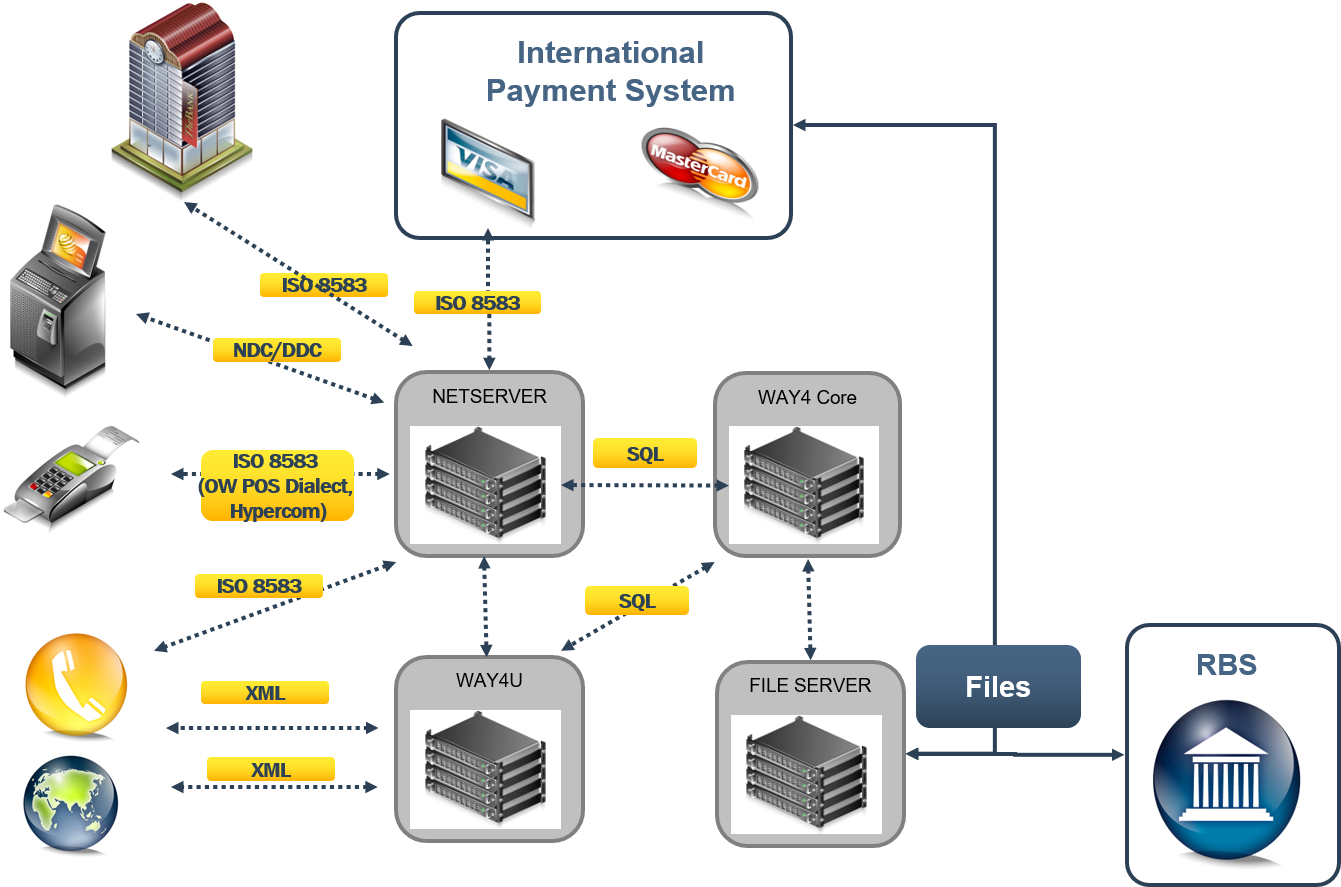 International
Payment System
TheBANK
VISA
MasterCard
ISO 8583
ISO 8583
NDC/DDC
NETSERVER
WAY4 Core
ISO 8583
(OW POS Dialect,
Hypercom)
SQL
ISO 8583
SQL
WAY4U
FILE SERVER
Files
RBS
XML
XML